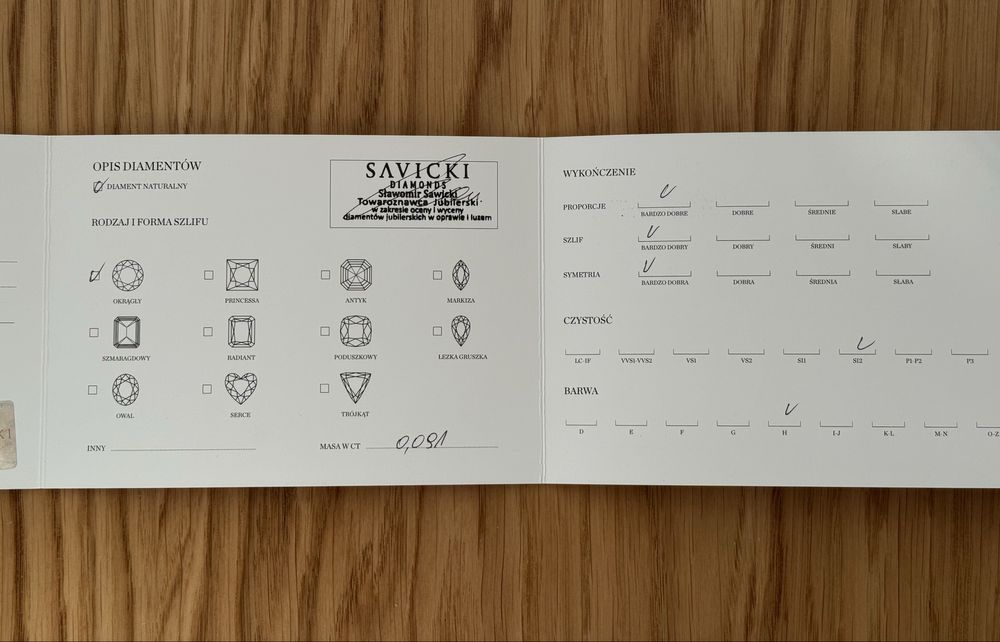 OPIS DIAMENTÓW
DIAMENT NATURALNY
RODZAJ I FORMA SZLIFU
SAVICKI
DIAMONDS
Sławomir Sawicki
Towaroznawca Jubilerski
w zakresie oceny i wyceny
diamentów jubilerskich w oprawie i luzem
OKRĄGŁY PRINCESSA ANTYK MARKIZA
SZMARAGDOWY RADIANT PODUSZKOWY ŁEZKA GRUSZKA
OWAL SERCE TRÓJKĄT
INNY MASA W CT 0,091
WYKOŃCZENIE
PROPORCJE BARDZO DOBRE DOBRE ŚREDNIE SŁABE
SZLIF BARDZO DOBRY DOBRY ŚREDNI SŁABY
SYMETRIA BARDZO DOBRA DOBRA ŚREDNIA SŁABA
CZYSTOŚĆ
LC-IF VVS1-VVS2 VS1 VS2 SI1 SI2 P1-P2 P3
BARWA
D E F G H I-J K-L M-N O-Z